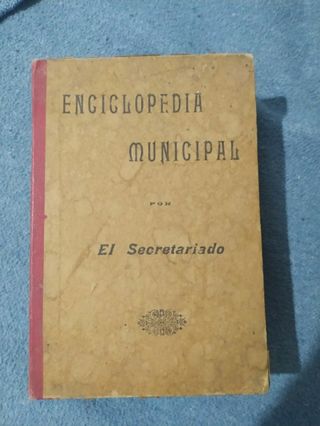 ENCICLOPEDIA
MUNICIPAL
POR
El Secretariado